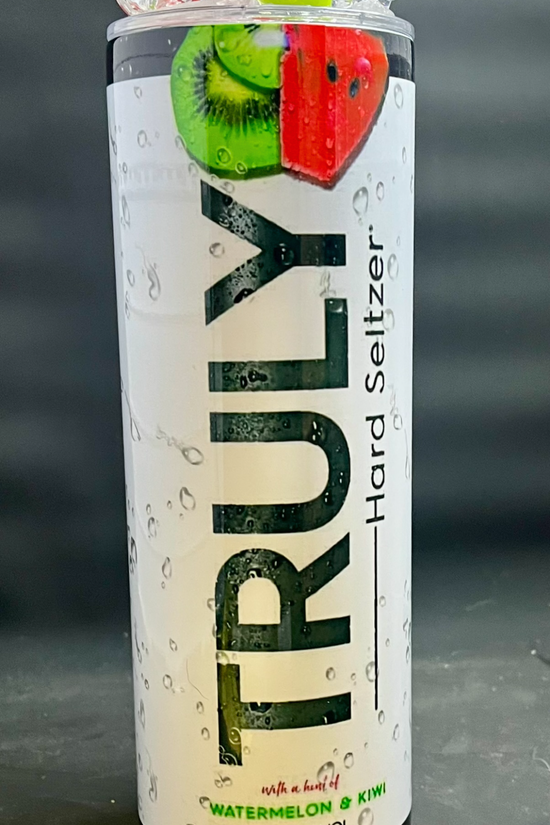 TRULY
Hard Seltzer
with a hint of
WATERMELON & KIWI